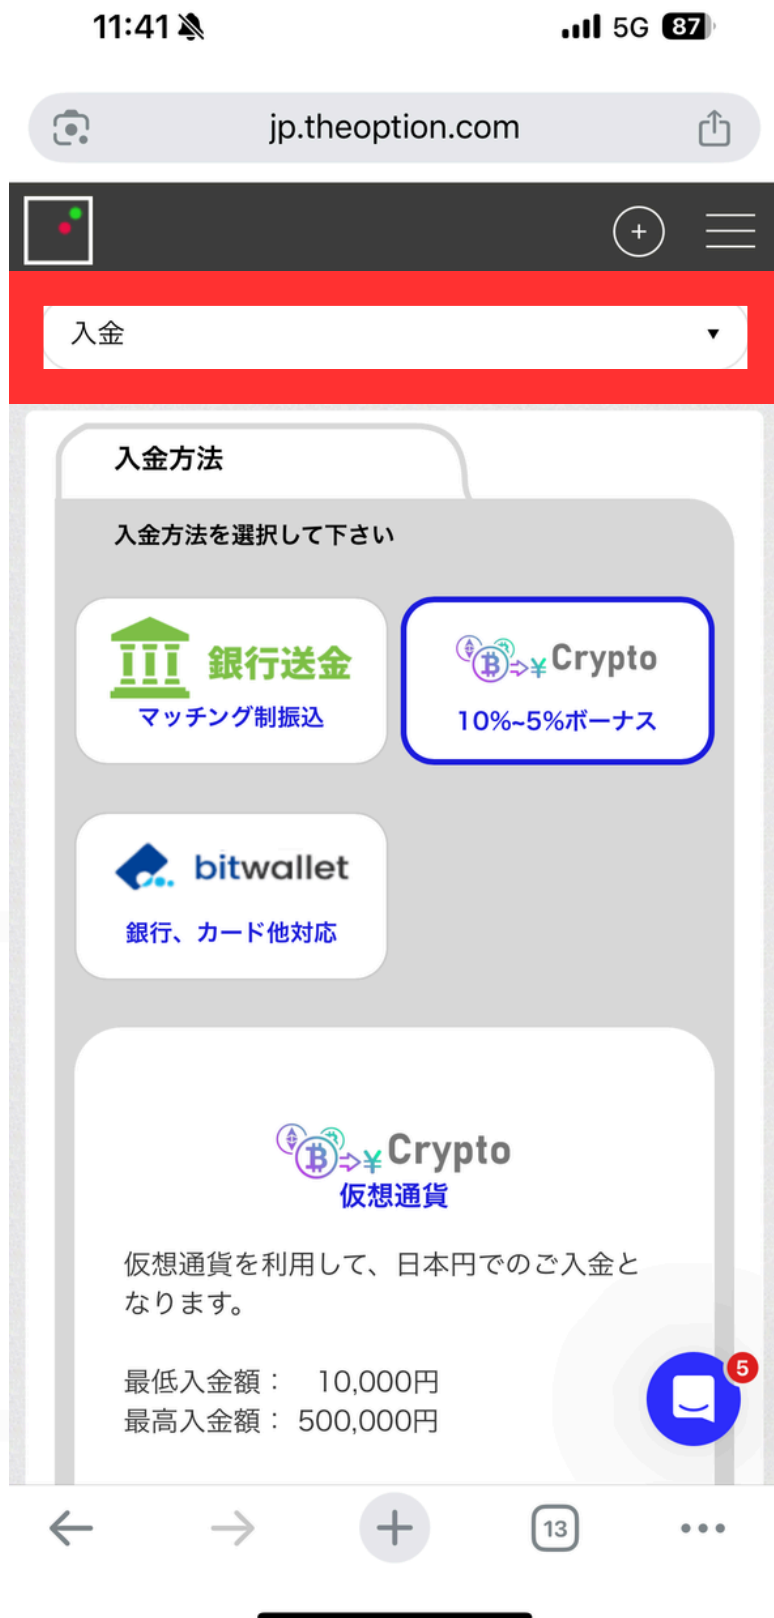 11:41
5G 87
jp.theoption.com
入金
入金方法
入金方法を選択して下さい
銀行送金
マッチング制振込
Crypto
10%~5%ボーナス
bitwallet
銀行、カード他対応
Crypto
仮想通貨
仮想通貨を利用して、日本円でのご入金と
なります。
最低入金額： 10,000円
最高入金額： 500,000円
5
13